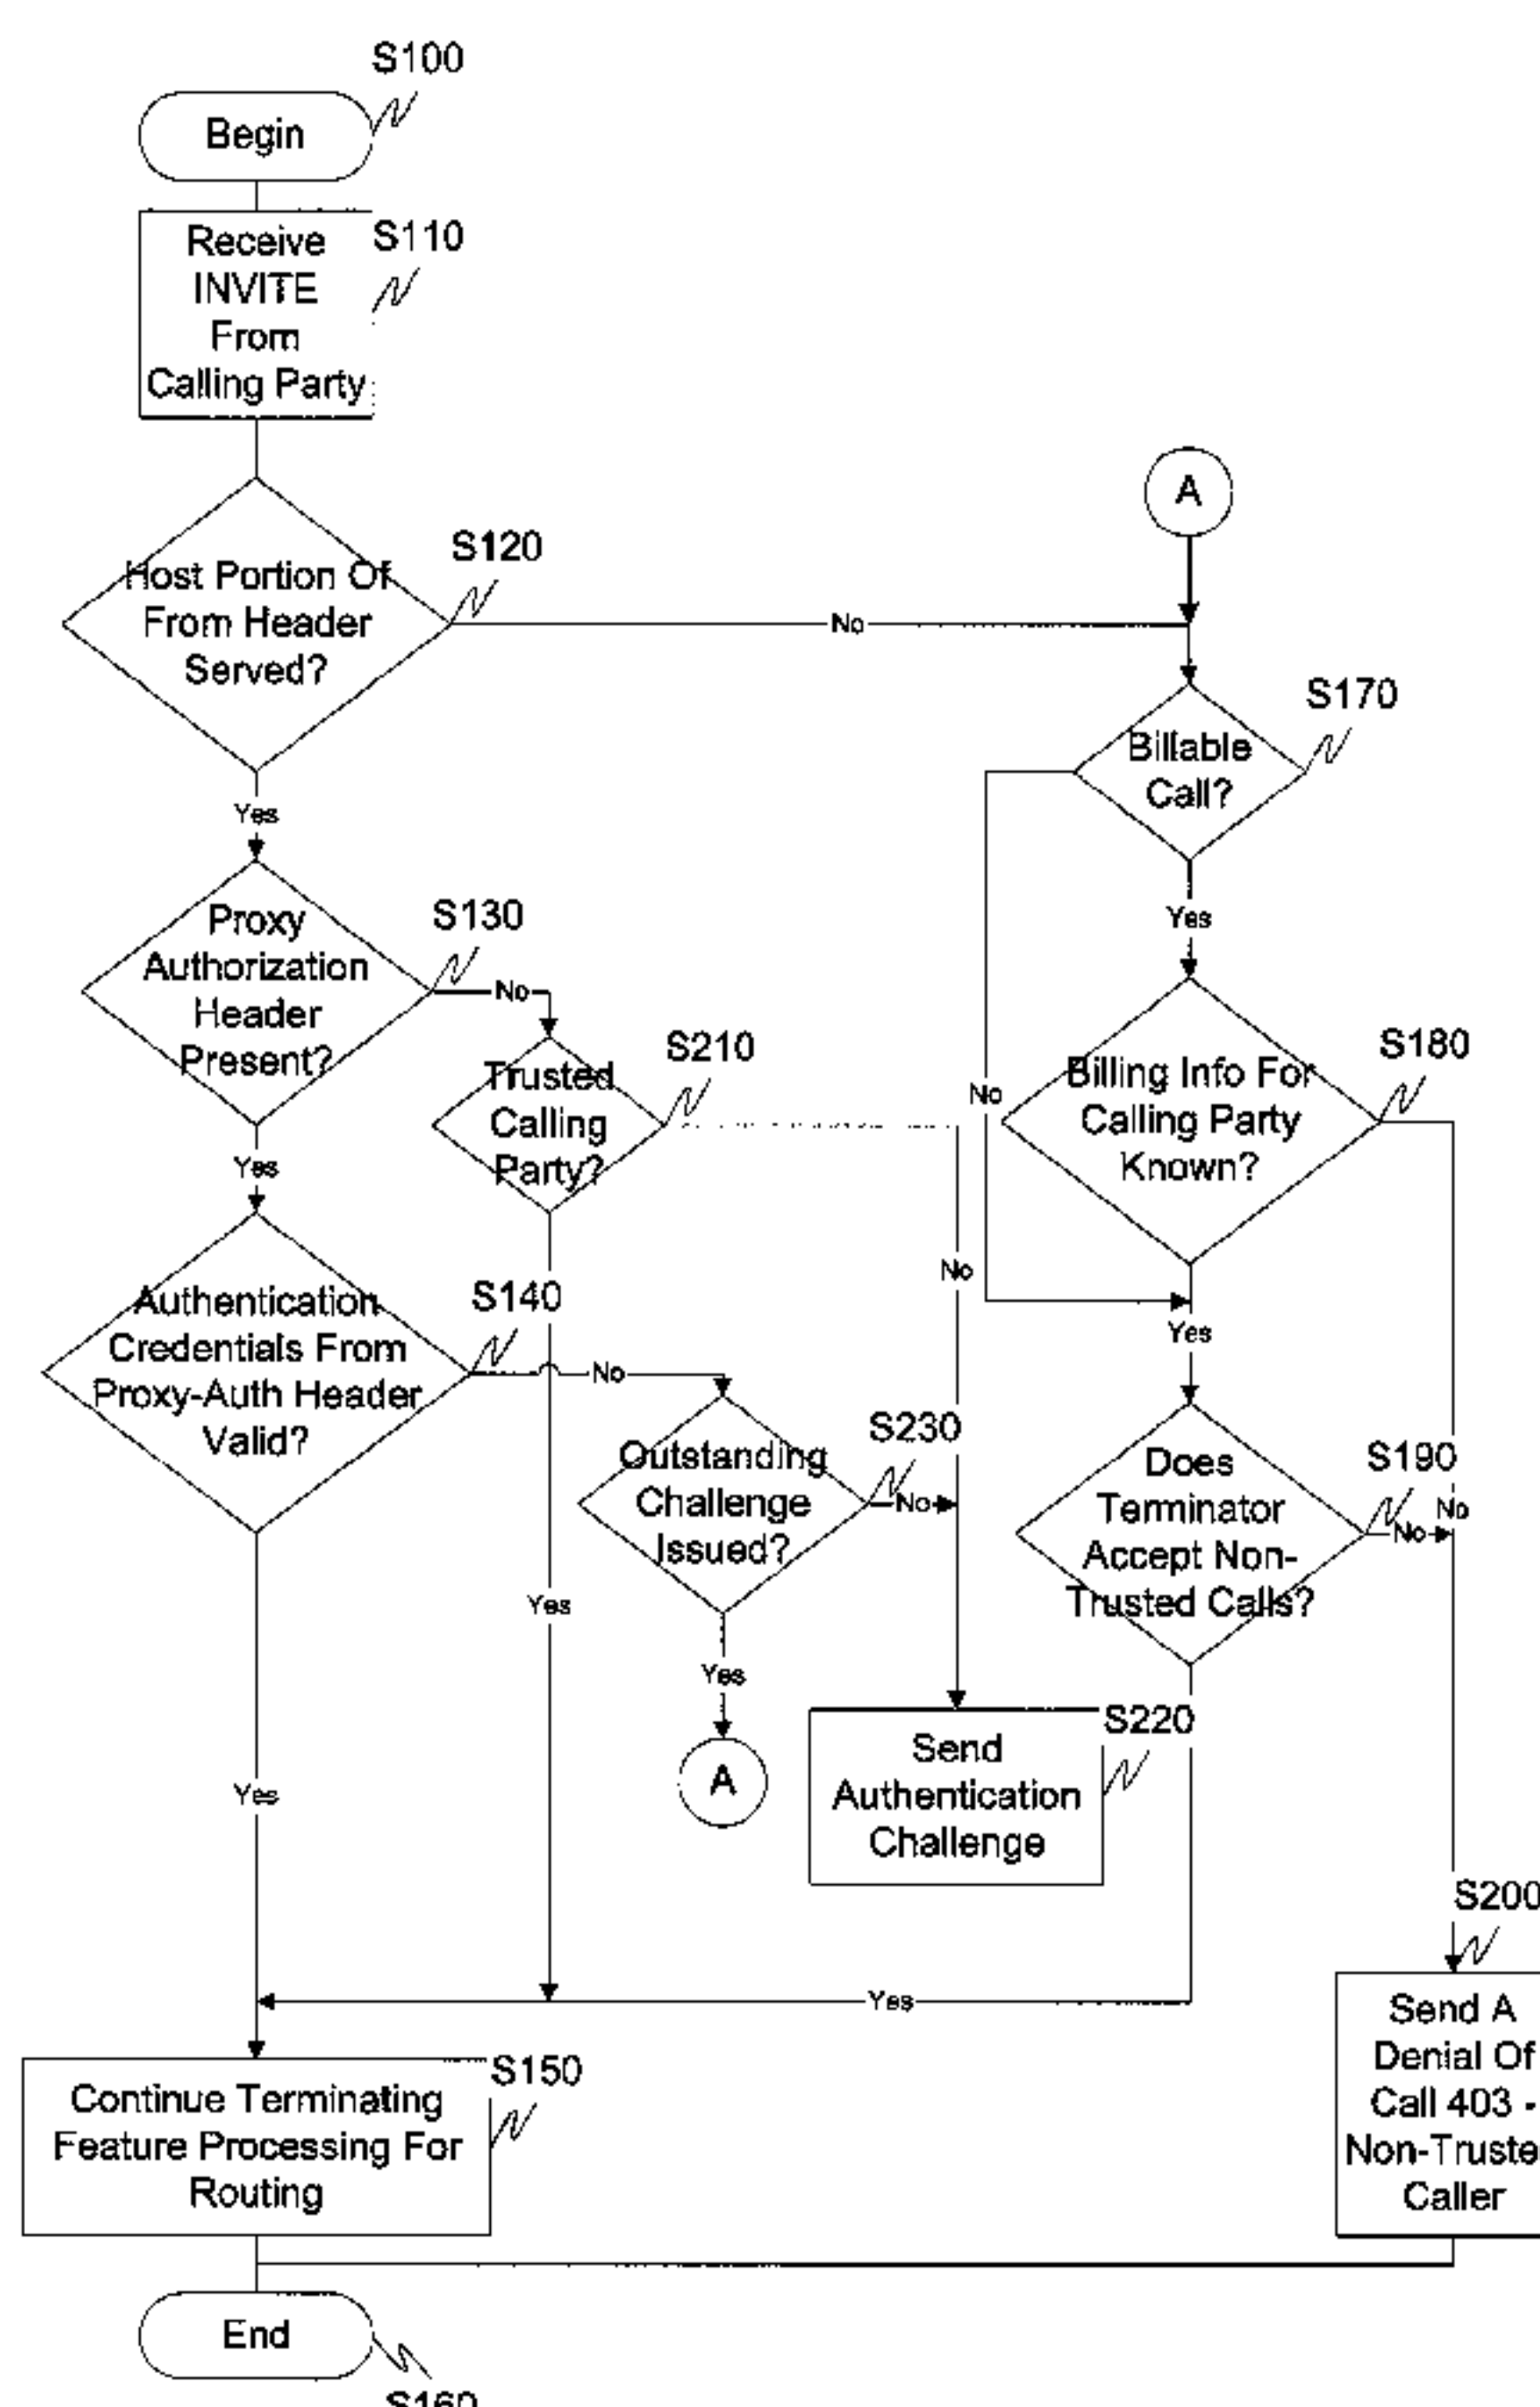 S100
Begin
S110
Receive
INVITE
From
Calling Party
A
S120
Host Portion Of
From Header
Served?
No
S170
Billable
Call?
Yes
Yes
S130
Proxy
Authorization
Header
Present?
No
S210
Trusted
Calling
Party?
No
S180
Billing Info For
Calling Party
Known?
Yes
No
Yes
S140
Authentication
Credentials From
Proxy-Auth Header
Valid?
No
S230
Outstanding
Challenge
Issued?
No
S190
Does
Terminator
Accept Non-
Trusted Calls?
No
No
Yes
Yes
A
S220
Send
Authentication
Challenge
Yes
S200
Yes
Send A
Denial Of
Call 403 -
Non-Truste
Caller
S150
Continue Terminating
Feature Processing For
Routing
End
S160